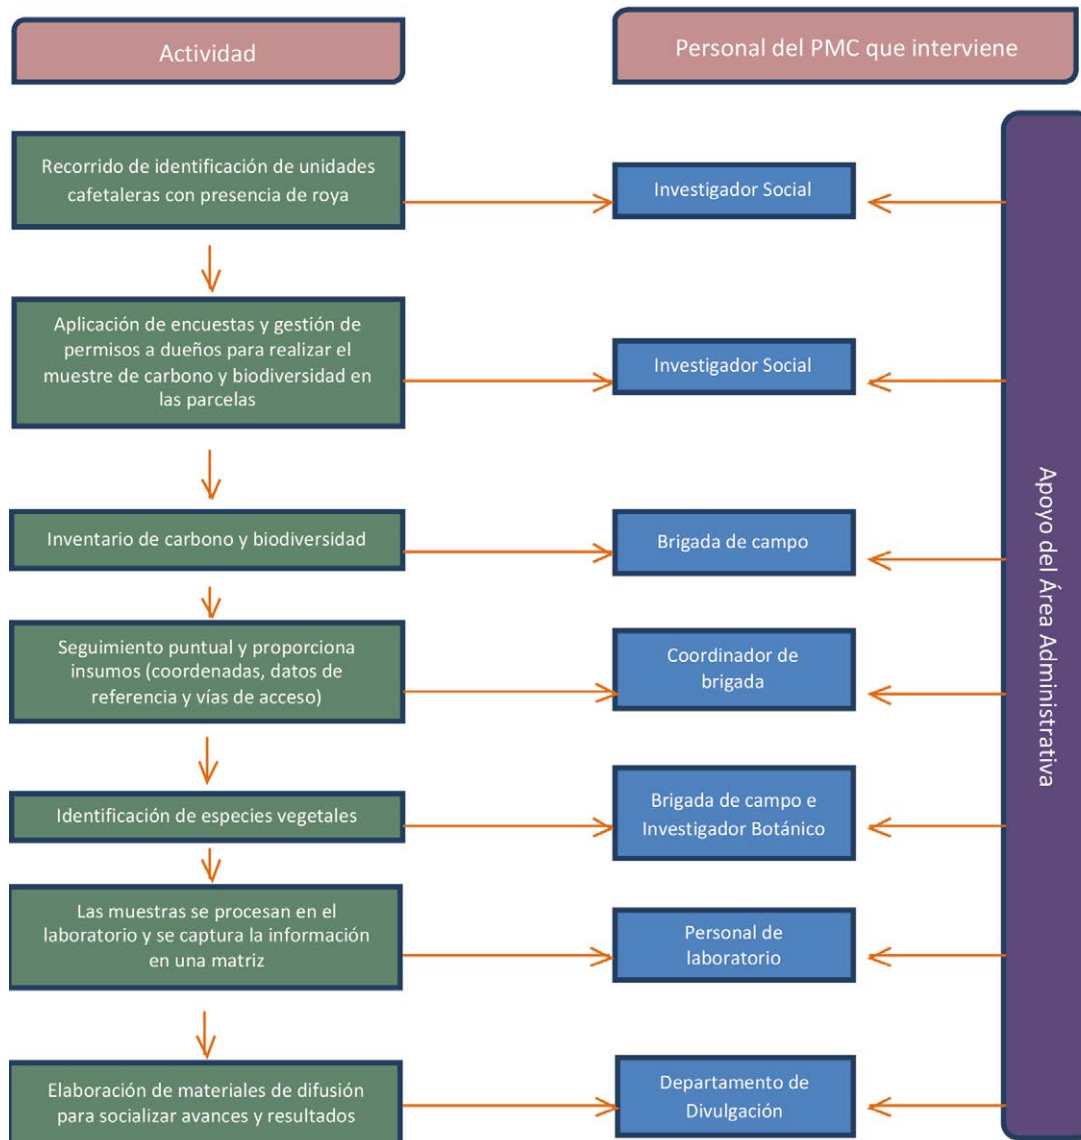 Actividad
Personal del PMC que interviene
Recorrido de identificación de unidades
cafetaleras con presencia de roya
Investigador Social
Aplicación de encuestas y gestión de
permisos a dueños para realizar el
muestre de carbono y biodiversidad en
las parcelas
Investigador Social
Inventario de carbono y biodiversidad
Brigada de campo
Seguimiento puntual y proporciona
insumos (coordenadas, datos de
referencia y vías de acceso)
Coordinador de
brigada
Identificación de especies vegetales
Brigada de campo e
Investigador Botánico
Las muestras se procesan en el
laboratorio y se captura la información
en una matriz
Personal de
laboratorio
Elaboración de materiales de difusión
para socializar avances y resultados
Departamento de
Divulgación
Apoyo del Área Administrativa